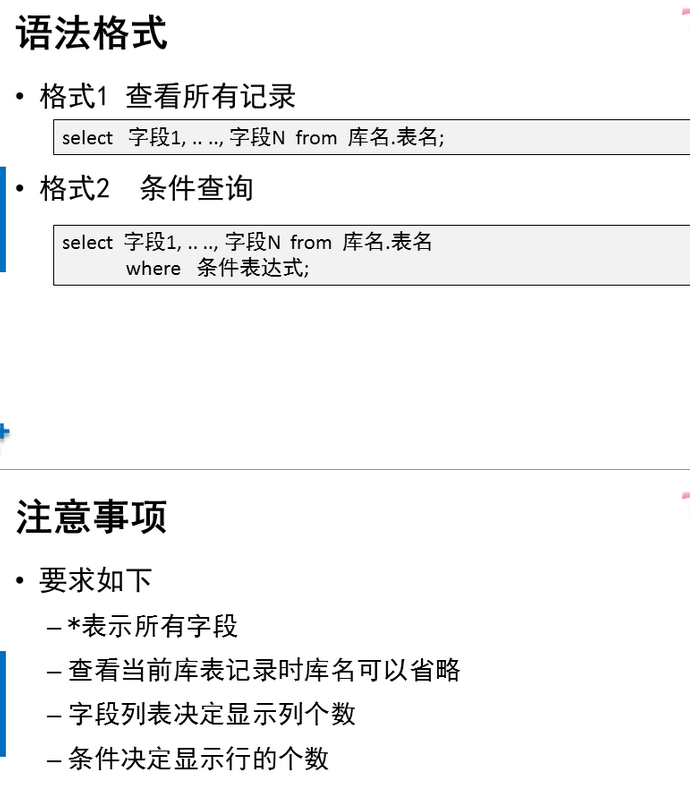 语法格式
• 格式1 查看所有记录
select 字段1, .. .., 字段N from 库名.表名;
• 格式2 条件查询
select 字段1, .. .., 字段N from 库名.表名
where 条件表达式;
注意事项
• 要求如下
– *表示所有字段
– 查看当前库表记录时库名可以省略
– 字段列表决定显示列个数
– 条件决定显示行的个数